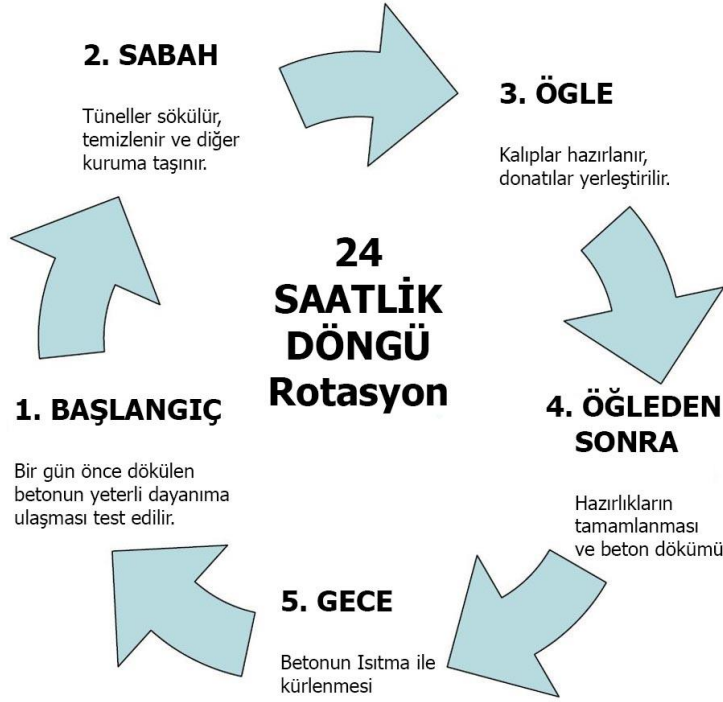 24
SAATLİK
DÖNGÜ
Rotasyon
1. BAŞLANGIÇ
Bir gün önce dökülen
betonun yeterli dayanıma
ulaşması test edilir.
2. SABAH
Tüneller sökülür,
temizlenir ve diğer
kuruma taşınır.
3. ÖGLE
Kalıplar hazırlanır,
donatılar yerleştirilir.
4. ÖĞLEDEN
SONRA
Hazırlıkların
tamamlanması
ve beton dökümü
5. GECE
Betonun Isıtma ile
kürlenmesi